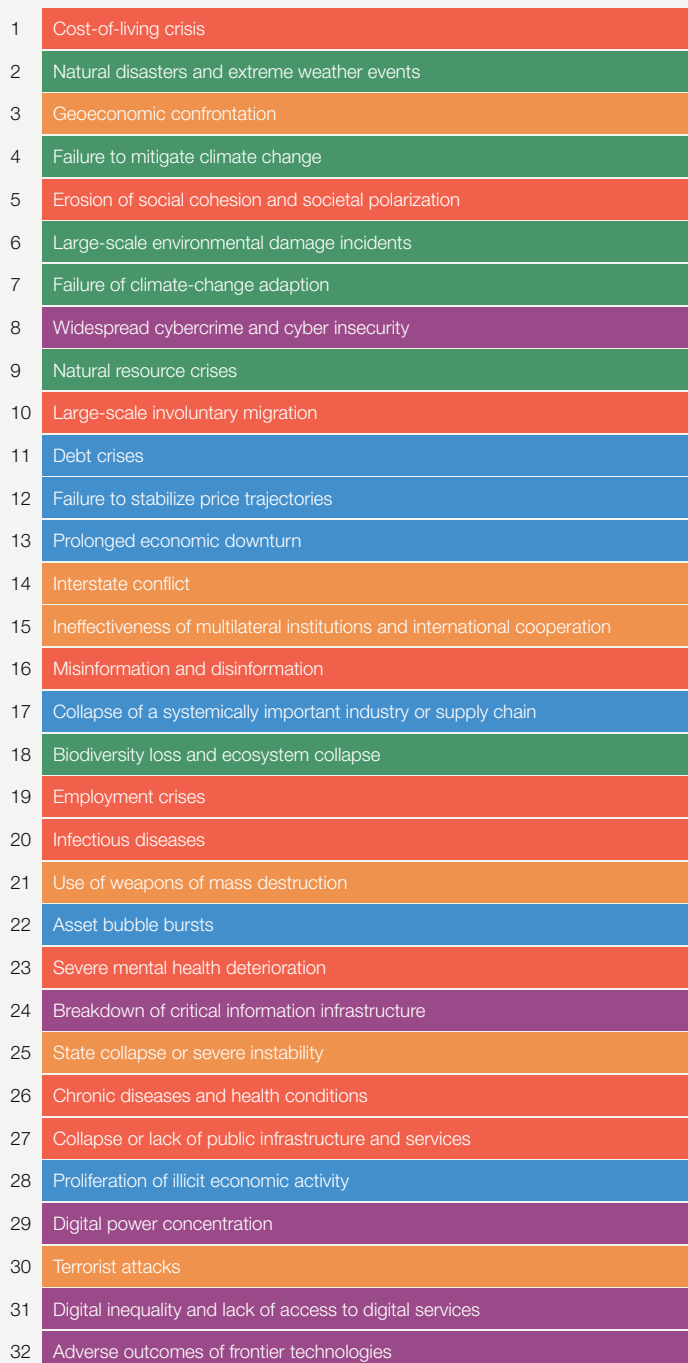 1 Cost-of-living crisis
2 Natural disasters and extreme weather events
3 Geoeconomic confrontation
4 Failure to mitigate climate change
5 Erosion of social cohesion and societal polarization
6 Large-scale environmental damage incidents
7 Failure of climate-change adaption
8 Widespread cybercrime and cyber insecurity
9 Natural resource crises
10 Large-scale involuntary migration
11 Debt crises
12 Failure to stabilize price trajectories
13 Prolonged economic downturn
14 Interstate conflict
15 Ineffectiveness of multilateral institutions and international cooperation
16 Misinformation and disinformation
17 Collapse of a systemically important industry or supply chain
18 Biodiversity loss and ecosystem collapse
19 Employment crises
20 Infectious diseases
21 Use of weapons of mass destruction
22 Asset bubble bursts
23 Severe mental health deterioration
24 Breakdown of critical information infrastructure
25 State collapse or severe instability
26 Chronic diseases and health conditions
27 Collapse or lack of public infrastructure and services
28 Proliferation of illicit economic activity
29 Digital power concentration
30 Terrorist attacks
31 Digital inequality and lack of access to digital services
32 Adverse outcomes of frontier technologies